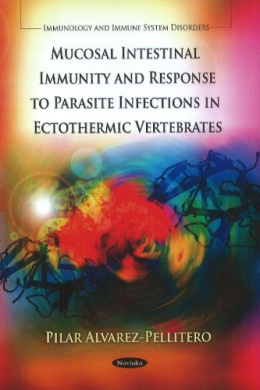 IMMUNOLOGY AND IMMUNE SYSTEM DISORDERS
MUCOSAL INTESTINAL
IMMUNITY AND RESPONSE
TO PARASITE INFECTIONS IN
ECTOTHERMIC VERTEBRATES
PILAR ALVAREZ-PELLITERO
Novinka